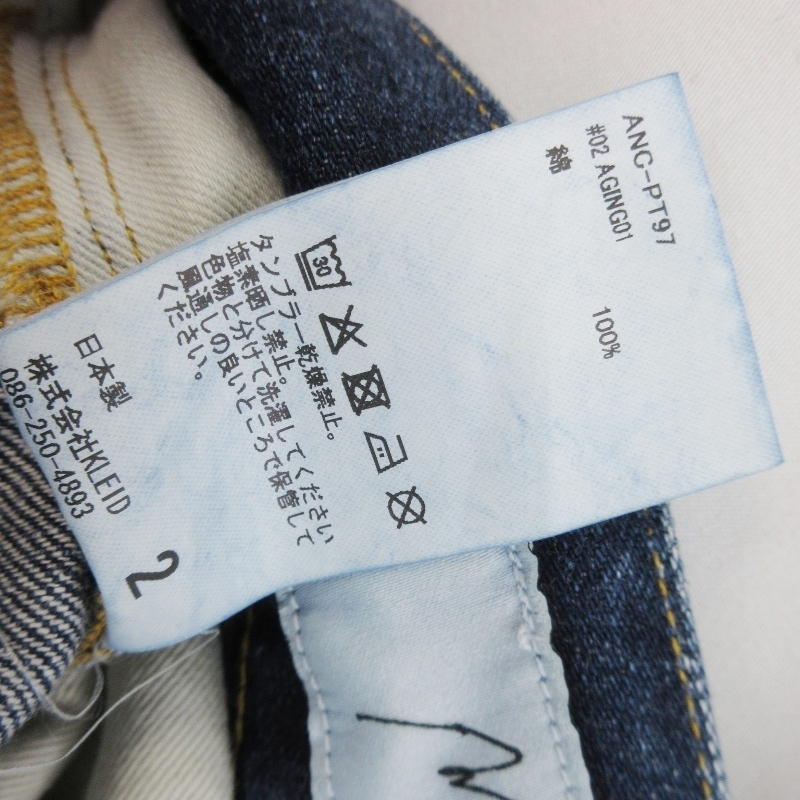 ANG-PT97
#02 AGING01
綿 100%
30
タンブラー乾燥禁止。
塩素晒し禁止。
色物と分けて洗濯してください
風通しの良いところで保管して
ください。
日本製
株式会社KLEID
086-250-4893
2